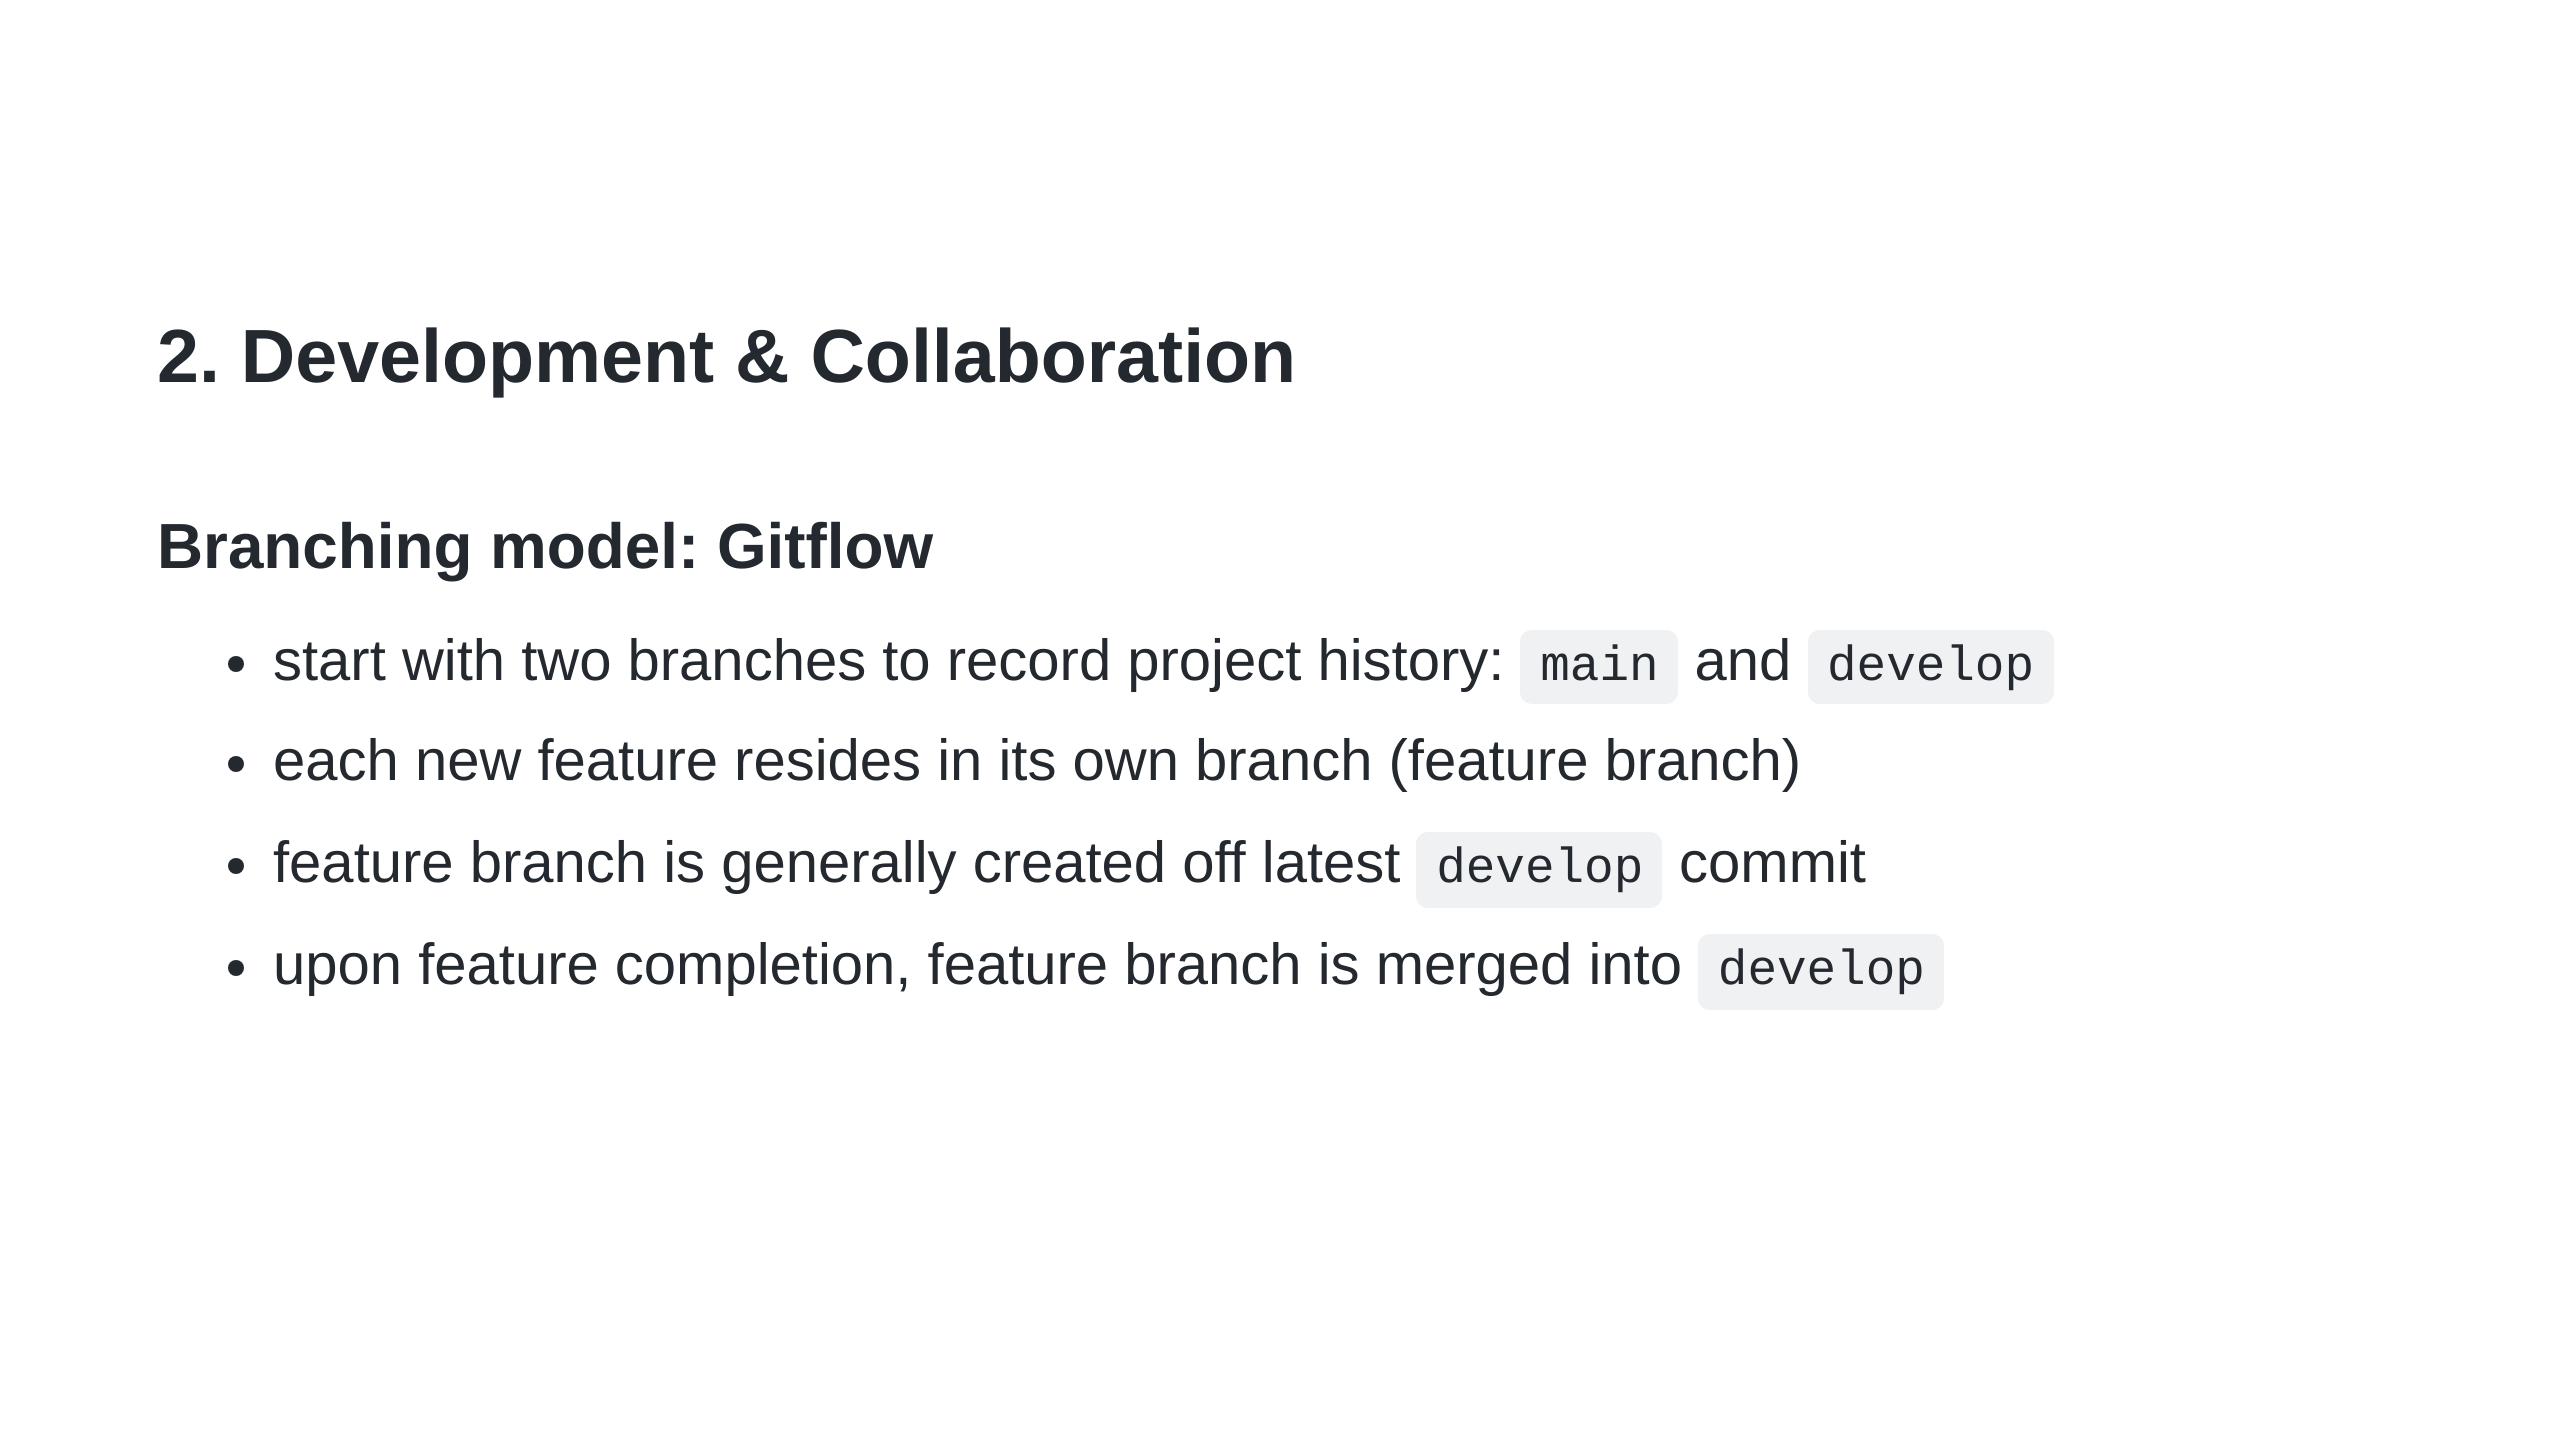 2. Development & Collaboration
Branching model: Gitflow
• start with two branches to record project history: main and develop
• each new feature resides in its own branch (feature branch)
• feature branch is generally created off latest develop commit
• upon feature completion, feature branch is merged into develop